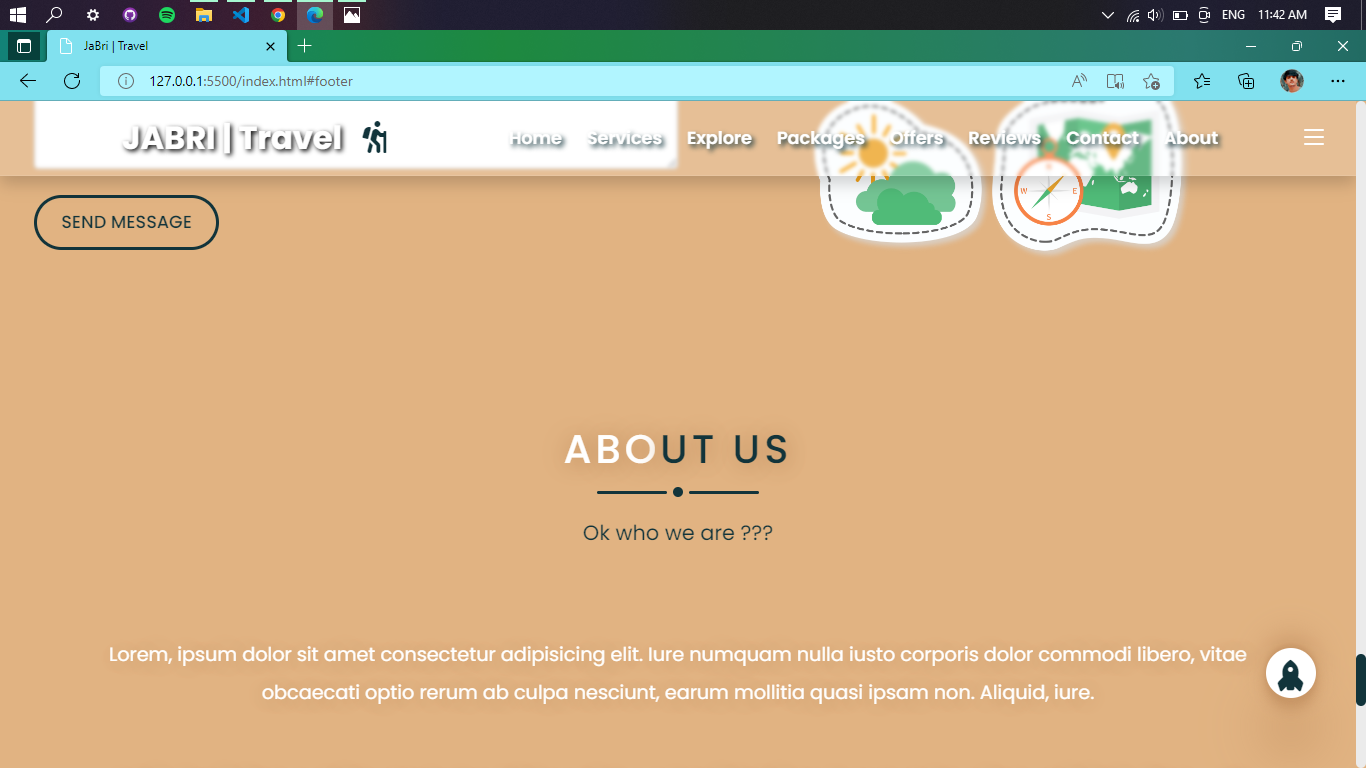 ENG 11:42 AM
JaBri | Travel
127.0.0.1:5500/index.html#footer
JABRI | Travel Home Services Explore Packages Offers Reviews Contact About
W E
S
SEND MESSAGE
ABOUT US
Ok who we are ???
Lorem, ipsum dolor sit amet consectetur adipisicing elit. Iure numquam nulla iusto corporis dolor commodi libero, vitae
obcaecati optio rerum ab culpa nesciunt, earum mollitia quasi ipsam non. Aliquid, iure.